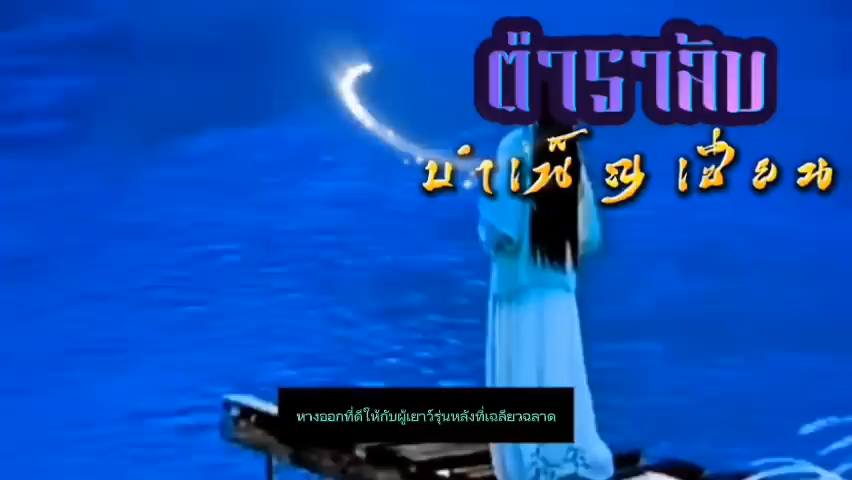 ตำราลับ
บำเพ็ญเซียน
หางออกที่ดีให้กับผู้เยาว์รุ่นหลังที่เฉลียวฉลาด